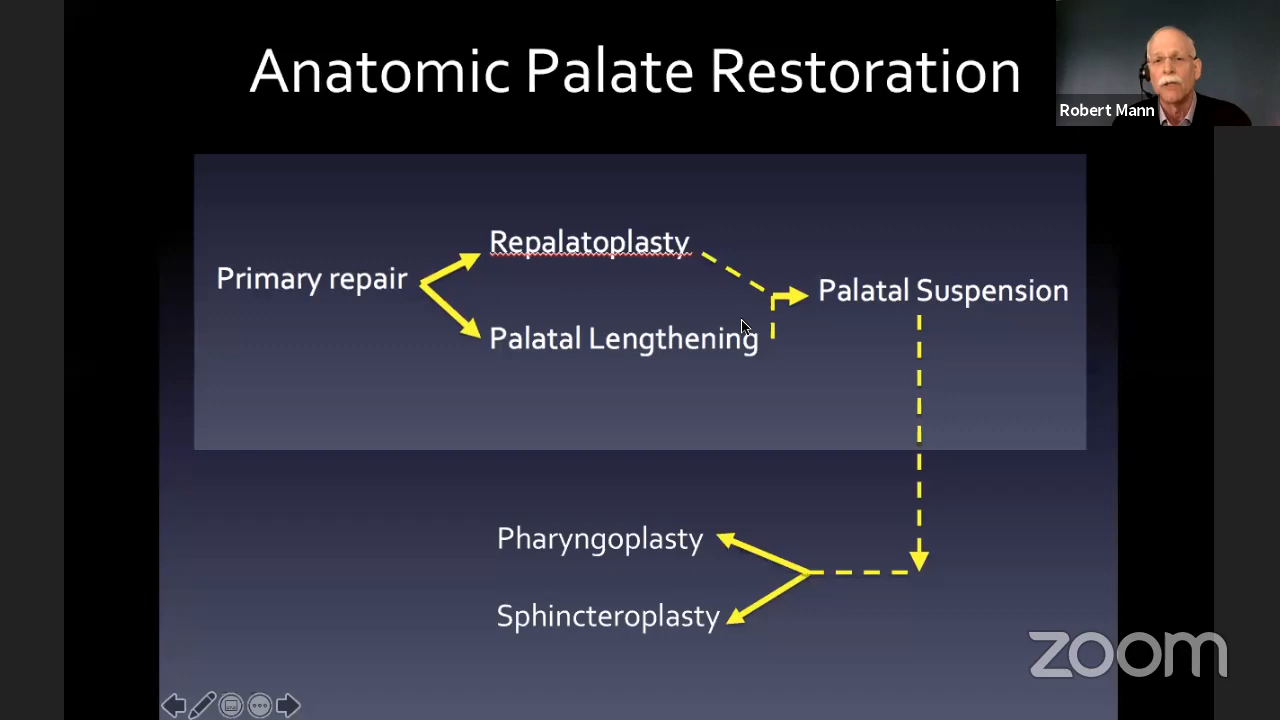 Anatomic Palate Restoration
Robert Mann
Repalatoplasty
Primary repair
Palatal Suspension
Palatal Lengthening
Pharyngoplasty
Sphincteroplasty
zoom